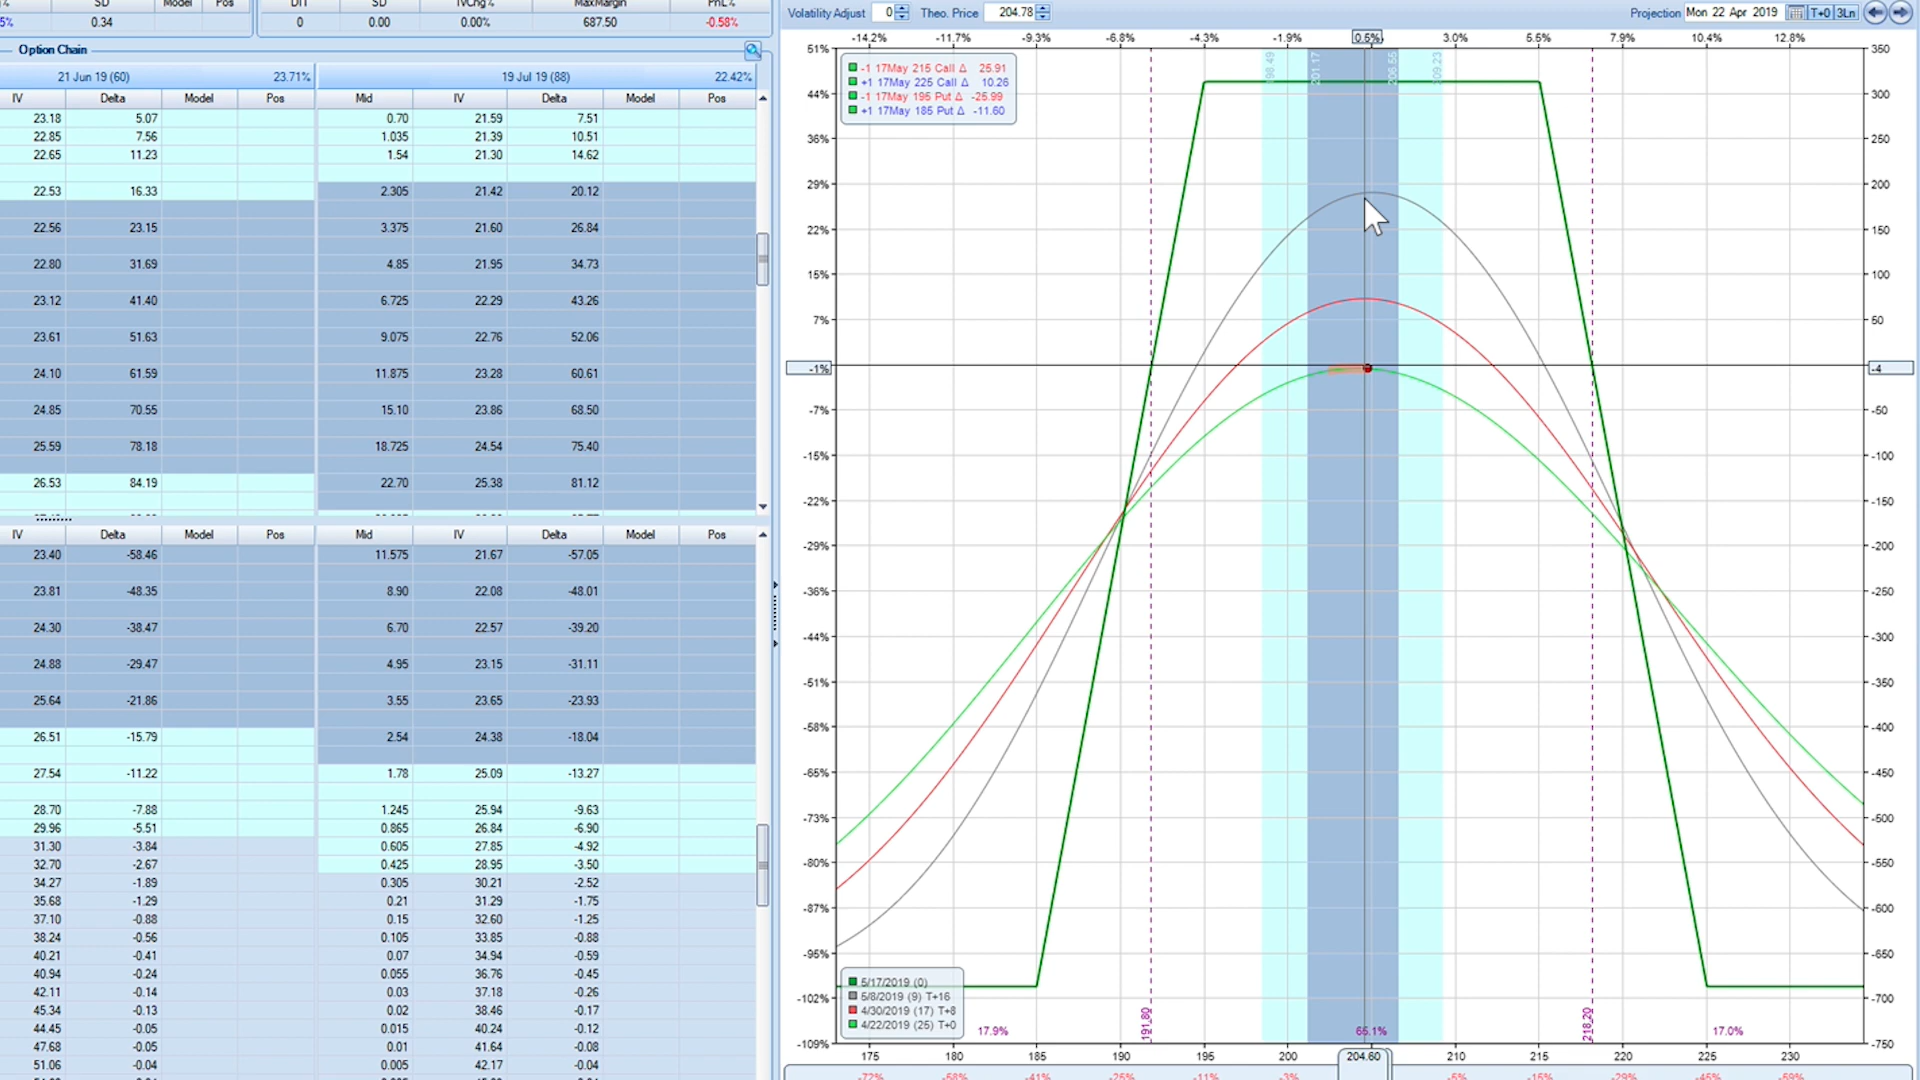 % SD Model Pos DIT SD IVChg% MaxMargin PnL%
5% 0.34 0 0.00 0.00% 687.50 -0.58%
Volatility Adjust 0 Theo. Price 204.78 Projection Mon 22 Apr 2019 T+0 3Ln
Option Chain
21 Jun 19 (60) 23.71% 19 Jul 19 (88) 22.42%
IV Delta Model Pos Mid IV Delta Model Pos
23.18 5.07 0.70 21.59 7.51
22.85 7.56 1.035 21.39 10.51
22.65 11.23 1.54 21.30 14.62
22.53 16.33 2.305 21.42 20.12
22.56 23.15 3.375 21.60 26.84
22.80 31.69 4.85 21.95 34.73
23.12 41.40 6.725 22.29 43.26
23.61 51.63 9.075 22.76 52.06
24.10 61.59 11.875 23.28 60.61
24.85 70.55 15.10 23.86 68.50
25.59 78.18 18.725 24.54 75.40
26.53 84.19 22.70 25.38 81.12
IV Delta Model Pos Mid IV Delta Model Pos
23.40 -58.46 11.575 21.67 -57.05
23.81 -48.35 8.90 22.08 -48.01
24.30 -38.47 6.70 22.57 -39.20
24.88 -29.47 4.95 23.15 -31.11
25.64 -21.86 3.55 23.65 -23.93
26.51 -15.79 2.54 24.38 -18.04
27.54 -11.22 1.78 25.09 -13.27
28.70 -7.88 1.245 25.94 -9.63
29.96 -5.51 0.865 26.84 -6.90
31.30 -3.84 0.605 27.85 -4.92
32.70 -2.67 0.425 28.95 -3.50
34.27 -1.89 0.305 30.21 -2.52
35.68 -1.29 0.21 31.29 -1.75
37.10 -0.88 0.15 32.60 -1.25
38.24 -0.56 0.105 33.85 -0.88
40.21 -0.41 0.07 34.94 -0.59
40.94 -0.24 0.055 36.76 -0.45
42.11 -0.14 0.03 37.18 -0.26
45.34 -0.13 0.02 38.46 -0.17
44.45 -0.05 0.015 40.24 -0.12
47.68 -0.05 0.01 41.64 -0.08
51.06 -0.04 0.005 42.17 -0.04
-14.2% -11.7% -9.3% -6.8% -4.3% -1.9% 0.6% 3.0% 5.5% 7.9% 10.4% 12.8%
-1 17May 215 Call Δ 25.91
+1 17May 225 Call Δ 10.26
-1 17May 195 Put Δ -25.99
+1 17May 185 Put Δ -11.60
198.49 201.17 206.55 209.23
51% 350
44% 300
36% 250
29% 200
22% 150
15% 100
7% 50
-1% -4
-7% -50
-15% -100
-22% -150
-29% -200
-36% -250
-44% -300
-51% -350
-58% -400
-65% -450
-73% -500
-80% -550
-87% -600
-95% -650
-102% -700
-109% -750
5/17/2019 (0)
5/8/2019 (9) T+16
4/30/2019 (17) T+8
4/22/2019 (25) T+0
17.9% 191.80 65.1% 218.20 17.0%
175 180 185 190 195 200 204.60 210 215 220 225 230
-72% -58% -41% -25% -11% -3% -5% -15% -29% -45% -59%